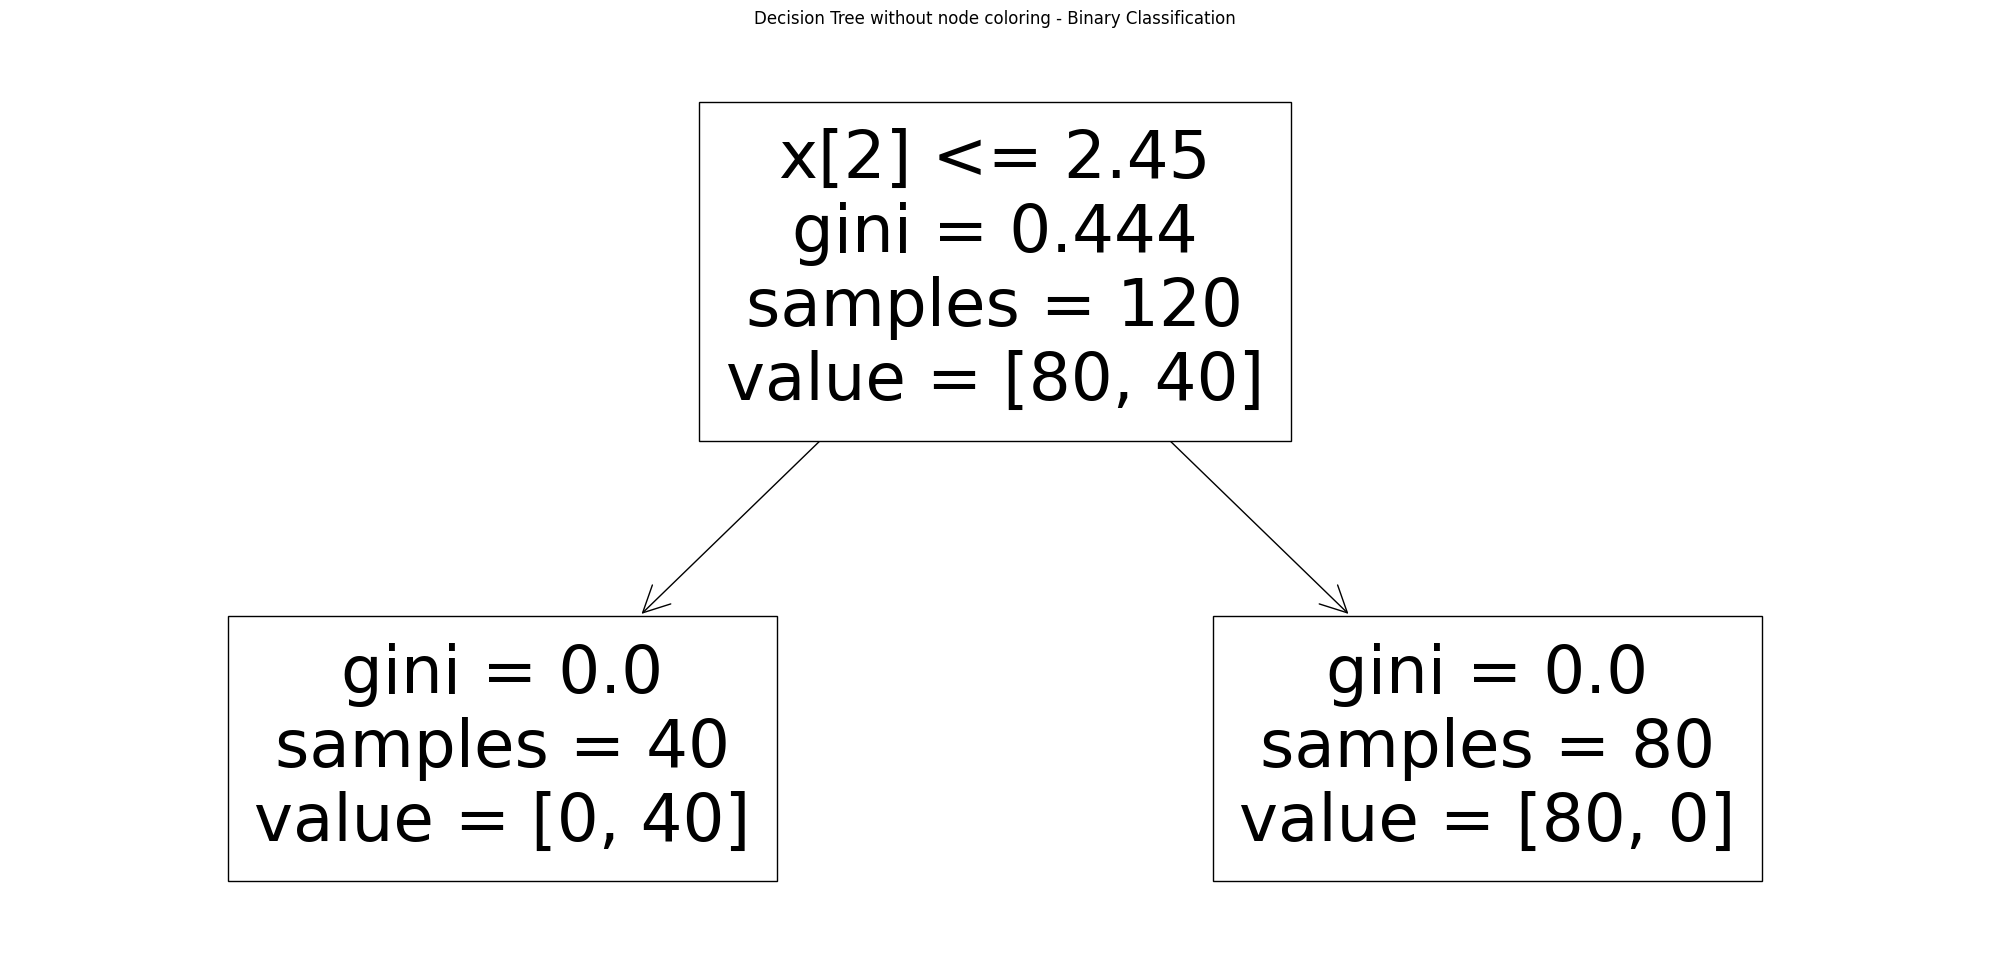 Decision Tree without node coloring - Binary Classification
x[2] <= 2.45
gini = 0.444
samples = 120
value = [80, 40]
gini = 0.0
samples = 40
value = [0, 40]
gini = 0.0
samples = 80
value = [80, 0]